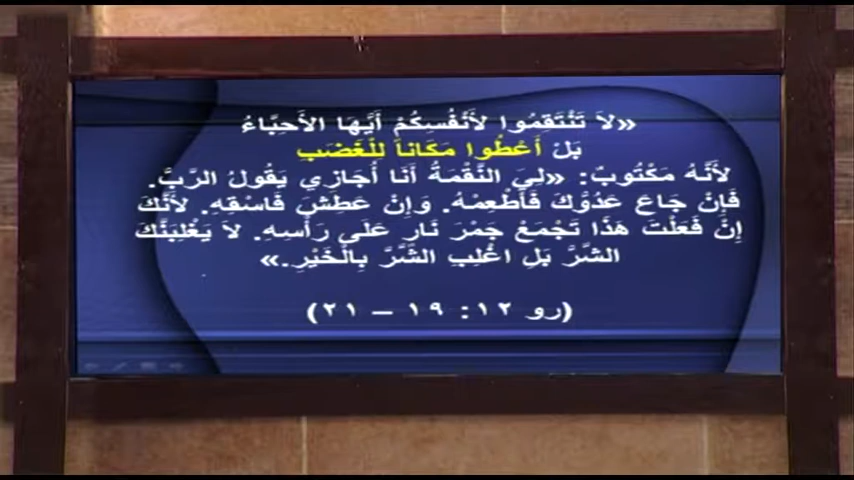 «لاَ تَنْتَقِمُوا لأَنْفُسِكُمْ أَيُّهَا الأَحِبَّاءُ
بَلْ أَعْطُوا مَكَاناً لِلْغَضَبِ
لأَنَّهُ مَكْتُوبٌ: «لِيَ النَّقْمَةُ أَنَا أُجَازِي يَقُولُ الرَّبُّ.
فَإِنْ جَاعَ عَدُوُّكَ فَأَطْعِمْهُ. وَإِنْ عَطِشَ فَاسْقِهِ. لأَنَّكَ
إِنْ فَعَلْتَ هَذَا تَجْمَعْ جَمْرَ نَارٍ عَلَى رَأْسِهِ. لاَ يَغْلِبَنَّكَ
الشَّرُّ بَلِ اغْلِبِ الشَّرَّ بِالْخَيْرِ.»
(رو ١٢: ١٩ – ٢١)